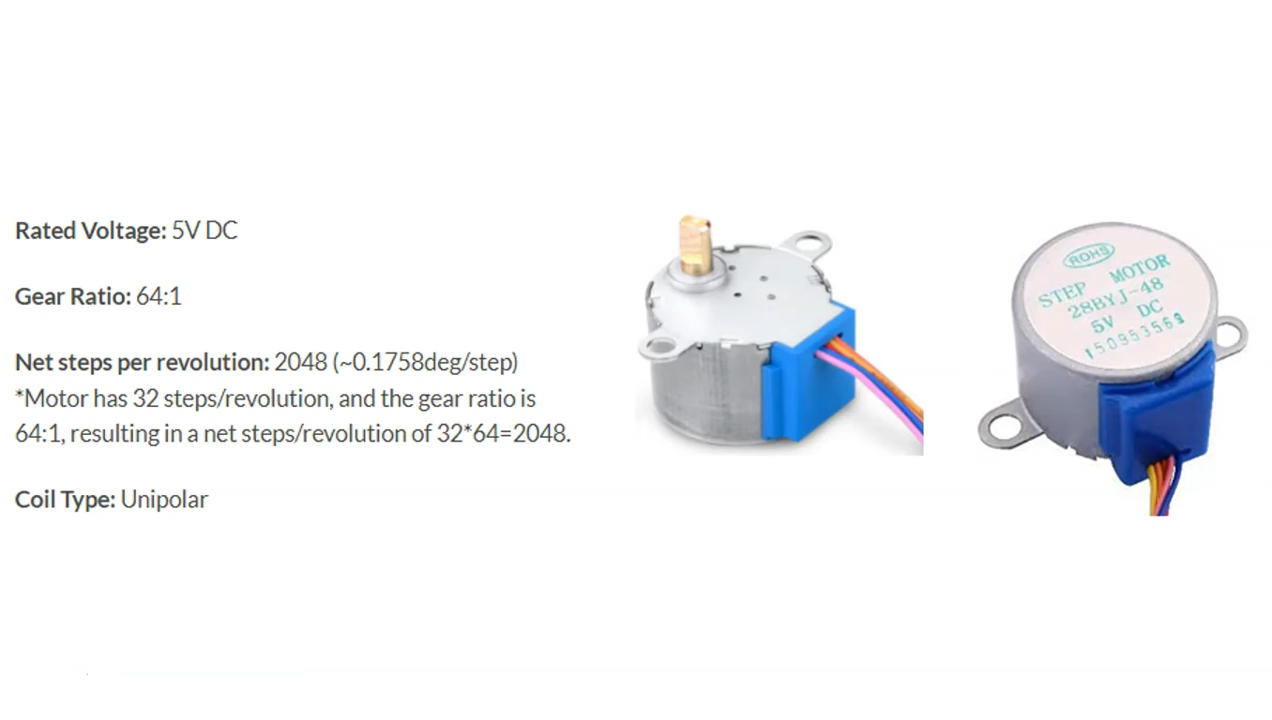 Rated Voltage: 5V DC
Gear Ratio: 64:1
Net steps per revolution: 2048 (~0.1758deg/step)
*Motor has 32 steps/revolution, and the gear ratio is
64:1, resulting in a net steps/revolution of 32*64=2048.
Coil Type: Unipolar
ROHS
STEP MOTOR
28BYJ-48
5V DC